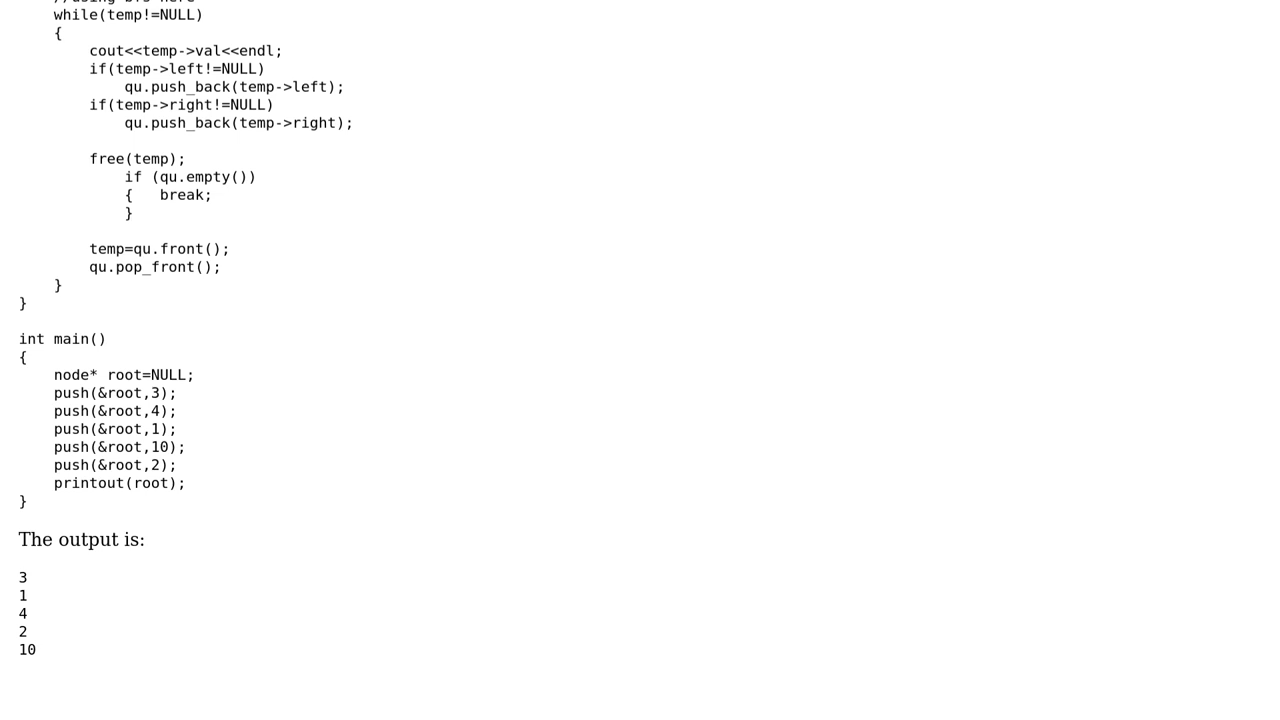 //using bfs here
    while(temp!=NULL)
    {
        cout<<temp->val<<endl;
        if(temp->left!=NULL)
            qu.push_back(temp->left);
        if(temp->right!=NULL)
            qu.push_back(temp->right);

        free(temp);
            if (qu.empty())
            {   break;
            }

        temp=qu.front();
        qu.pop_front();
    }
}

int main()
{
    node* root=NULL;
    push(&root,3);
    push(&root,4);
    push(&root,1);
    push(&root,10);
    push(&root,2);
    printout(root);
}
The output is:
3
1
4
2
10